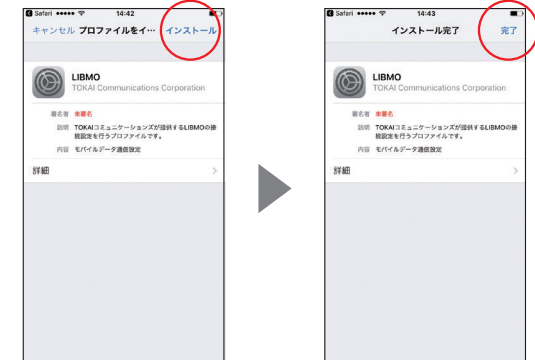 Safari 14:42
キャンセル プロファイルをイ… インストール
LIBMO
TOKAI Communications Corporation
署名者 未署名
説明 TOKAIコミュニケーションズが提供するLIBMOの接
続設定を行うプロファイルです。
内容 モバイルデータ通信設定
詳細
Safari 14:43
インストール完了 完了
LIBMO
TOKAI Communications Corporation
署名者 未署名
説明 TOKAIコミュニケーションズが提供するLIBMOの接
続設定を行うプロファイルです。
内容 モバイルデータ通信設定
詳細